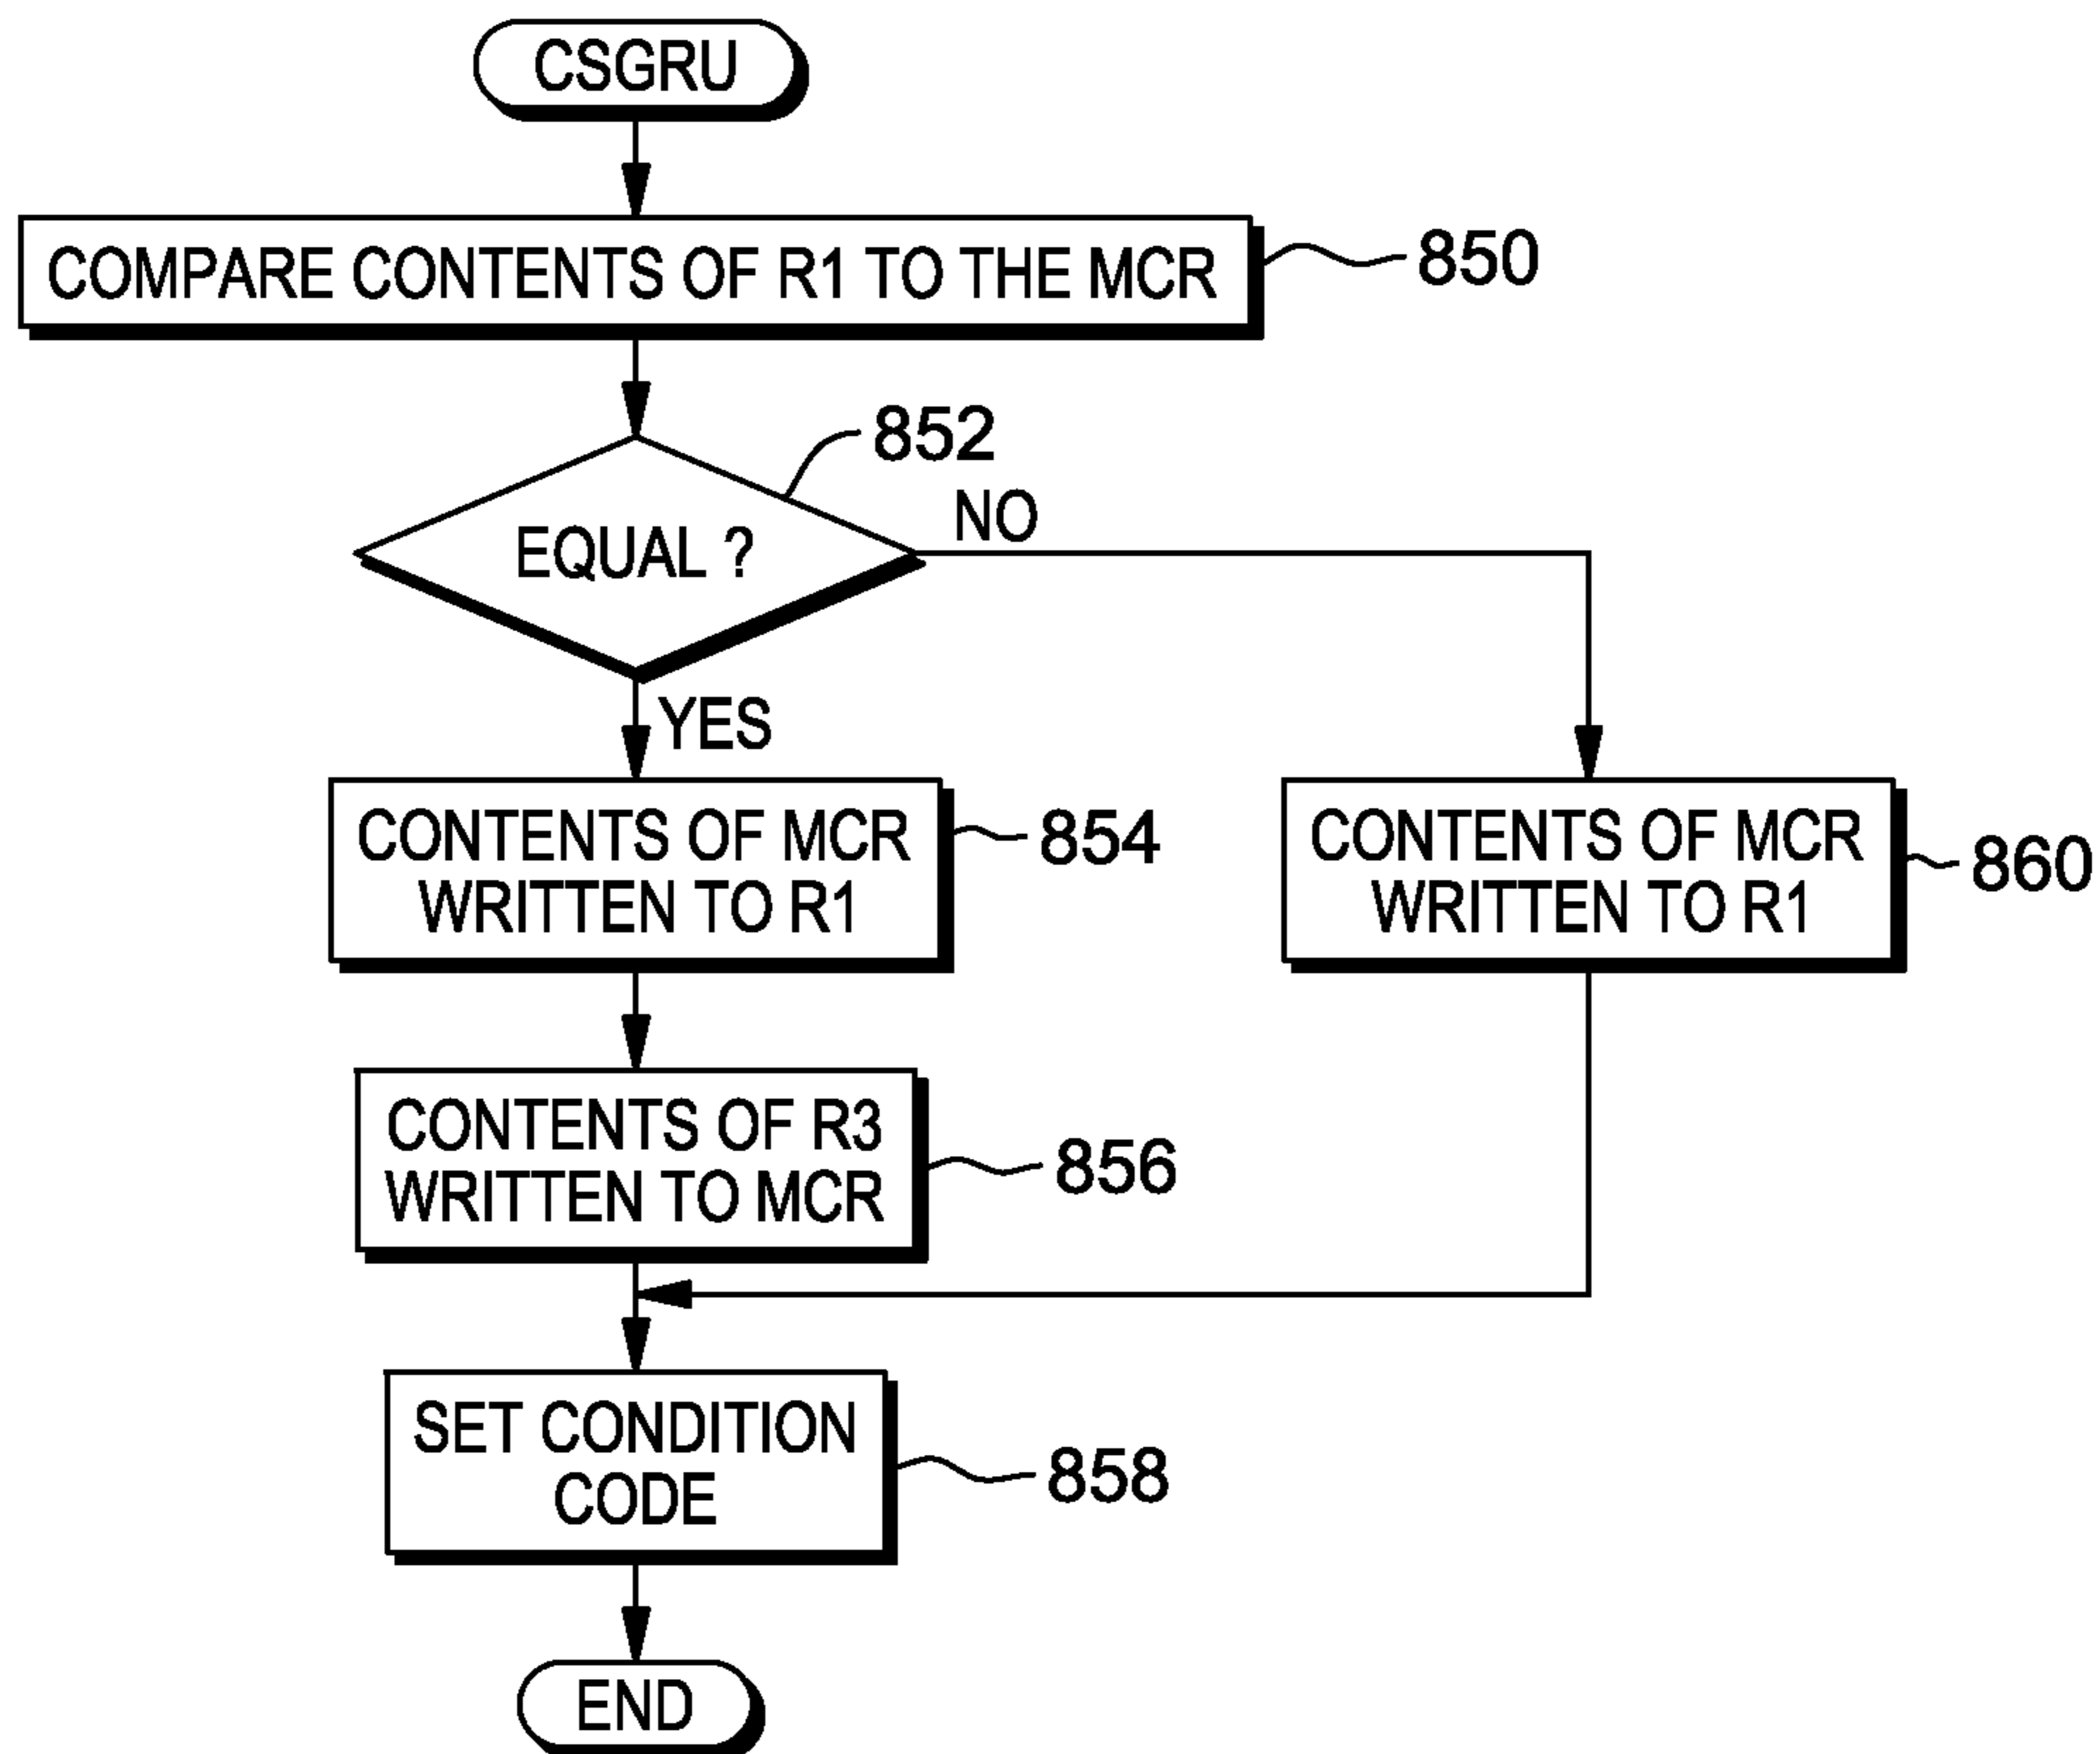 CSGRU
COMPARE CONTENTS OF R1 TO THE MCR
850
852
EQUAL ?
NO
YES
CONTENTS OF MCR
WRITTEN TO R1
854
CONTENTS OF MCR
WRITTEN TO R1
860
CONTENTS OF R3
WRITTEN TO MCR
856
SET CONDITION
CODE
858
END